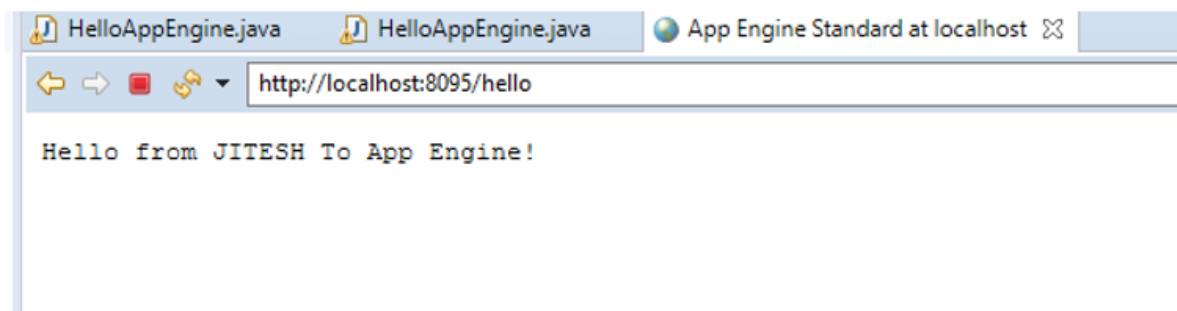 HelloAppEngine.java HelloAppEngine.java App Engine Standard at localhost
http://localhost:8095/hello
Hello from JITESH To App Engine!